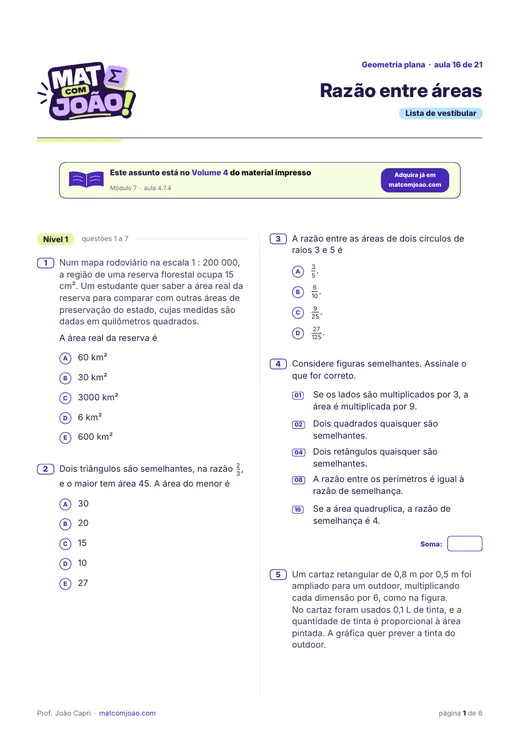 MAT
COM
JOÃO!
Geometria plana · aula 16 de 21
Razão entre áreas
Lista de vestibular
Este assunto está no Volume 4 do material impresso
Módulo 7 · aula 4.7.4
Adquira já em
matcomjoao.com
Nível 1 questões 1 a 7
1 Num mapa rodoviário na escala 1 : 200 000,
a região de uma reserva florestal ocupa 15
cm². Um estudante quer saber a área real da
reserva para comparar com outras áreas de
preservação do estado, cujas medidas são
dadas em quilômetros quadrados.
A área real da reserva é
A 60 km²
B 30 km²
C 3000 km²
D 6 km²
E 600 km²
2 Dois triângulos são semelhantes, na razão 2/3,
e o maior tem área 45. A área do menor é
A 30
B 20
C 15
D 10
E 27
3 A razão entre as áreas de dois círculos de
raios 3 e 5 é
A 3/5.
B 6/10.
C 9/25.
D 27/125.
4 Considere figuras semelhantes. Assinale o
que for correto.
01 Se os lados são multiplicados por 3, a
área é multiplicada por 9.
02 Dois quadrados quaisquer são
semelhantes.
04 Dois retângulos quaisquer são
semelhantes.
08 A razão entre os perímetros é igual à
razão de semelhança.
16 Se a área quadruplica, a razão de
semelhança é 4.
Soma:
5 Um cartaz retangular de 0,8 m por 0,5 m foi
ampliado para um outdoor, multiplicando
cada dimensão por 6, como na figura.
No cartaz foram usados 0,1 L de tinta, e a
quantidade de tinta é proporcional à área
pintada. A gráfica quer prever a tinta do
outdoor.
Prof. João Capri · matcomjoao.com
página 1 de 6